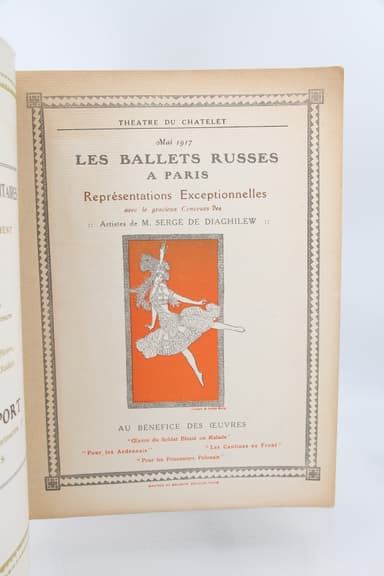 THEATRE DU CHATELET
Mai 1917
LES BALLETS RUSSES
A PARIS
Représentations Exceptionnelles
avec le gracieux Concours des
:: Artistes de M. SERGE DE DIAGHILEW ::
AU BÉNÉFICE DES ŒUVRES
"Œuvre du Soldat Blessé ou Malade"
"Pour les Ardennais" "Les Cantines au Front"
"Pour les Prisonniers Polonais"
PORT